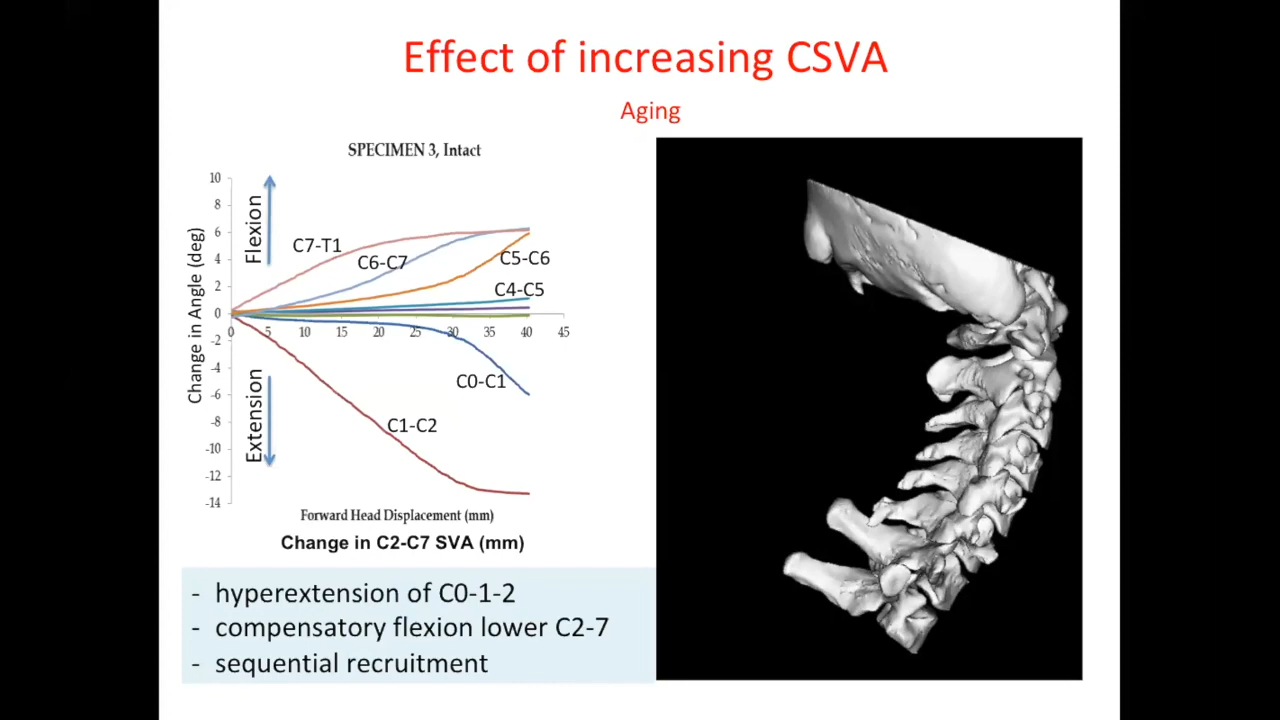 Effect of increasing CSVA
Aging
SPECIMEN 3, Intact
10
8
6
4
2
0
-2
-4
-6
-8
-10
-12
-14
Change in Angle (deg)
Flexion
Extension
C7-T1
C6-C7
C5-C6
C4-C5
0 5 10 15 20 25 30 35 40 45
C0-C1
C1-C2
Forward Head Displacement (mm)
Change in C2-C7 SVA (mm)
- hyperextension of C0-1-2
- compensatory flexion lower C2-7
- sequential recruitment